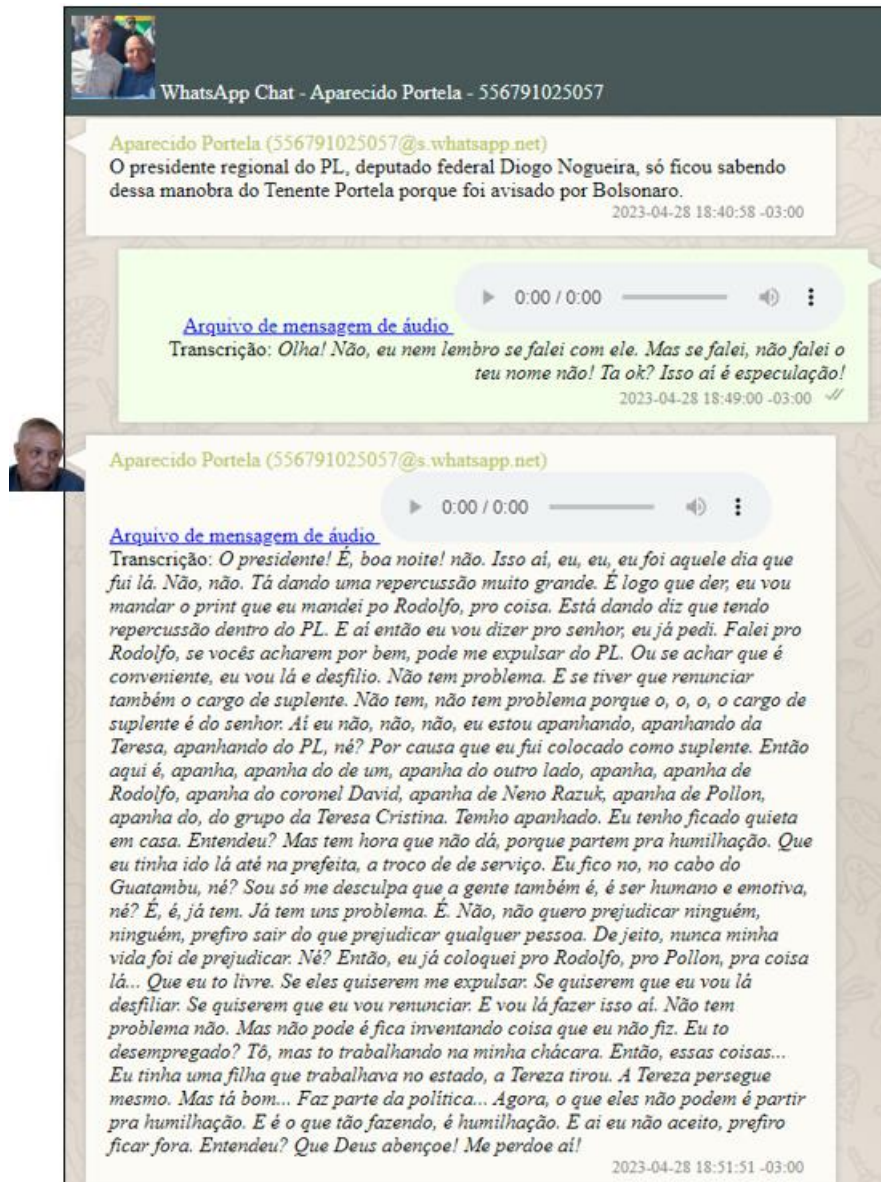 WhatsApp Chat - Aparecido Portela - 556791025057
Aparecido Portela (556791025057@s.whatsapp.net)
O presidente regional do PL, deputado federal Diogo Nogueira, só ficou sabendo
dessa manobra do Tenente Portela porque foi avisado por Bolsonaro.
2023-04-28 18:40:58 -03:00
0:00 / 0:00
Arquivo de mensagem de áudio
Transcrição: Olha! Não, eu nem lembro se falei com ele. Mas se falei, não falei o
teu nome não! Ta ok? Isso aí é especulação!
2023-04-28 18:49:00 -03:00
Aparecido Portela (556791025057@s.whatsapp.net)
0:00 / 0:00
Arquivo de mensagem de áudio
Transcrição: O presidente! É, boa noite! não. Isso aí, eu, eu, eu foi aquele dia que
fui lá. Não, não. Tá dando uma repercussão muito grande. É logo que der, eu vou
mandar o print que eu mandei po Rodolfo, pro coisa. Está dando diz que tendo
repercussão dentro do PL. E aí então eu vou dizer pro senhor, eu já pedi. Falei pro
Rodolfo, se vocês acharem por bem, pode me expulsar do PL. Ou se achar que é
conveniente, eu vou lá e desfilio. Não tem problema. E se tiver que renunciar
também o cargo de suplente. Não tem, não tem problema porque o, o, o, o cargo de
suplente é do senhor. Aí eu não, não, não, eu estou apanhando, apanhando da
Teresa, apanhando do PL, né? Por causa que eu fui colocado como suplente. Então
aqui é, apanha, apanha do de um, apanha do outro lado, apanha, apanha de
Rodolfo, apanha do coronel David, apanha de Neno Razuk, apanha de Pollon,
apanha do, do grupo da Teresa Cristina. Temho apanhado. Eu tenho ficado quieta
em casa. Entendeu? Mas tem hora que não dá, porque partem pra humilhação. Que
eu tinha ido lá até na prefeita, a troco de de serviço. Eu fico no, no cabo do
Guatambu, né? Sou só me desculpa que a gente também é, é ser humano e emotiva,
né? É, é, já tem. Já tem uns problema. É. Não, não quero prejudicar ninguém,
ninguém, prefiro sair do que prejudicar qualquer pessoa. De jeito, nunca minha
vida foi de prejudicar. Né? Então, eu já coloquei pro Rodolfo, pro Pollon, pra coisa
lá... Que eu to livre. Se eles quiserem me expulsar. Se quiserem que eu vou lá
desfiliar. Se quiserem que eu vou renunciar. E vou lá fazer isso aí. Não tem
problema não. Mas não pode é fica inventando coisa que eu não fiz. Eu to
desempregado? Tô, mas to trabalhando na minha chácara. Então, essas coisas...
Eu tinha uma filha que trabalhava no estado, a Tereza tirou. A Tereza persegue
mesmo. Mas tá bom... Faz parte da política... Agora, o que eles não podem é partir
pra humilhação. E é o que tão fazendo, é humilhação. E ai eu não aceito, prefiro
ficar fora. Entendeu? Que Deus abençoe! Me perdoe aí!
2023-04-28 18:51:51 -03:00